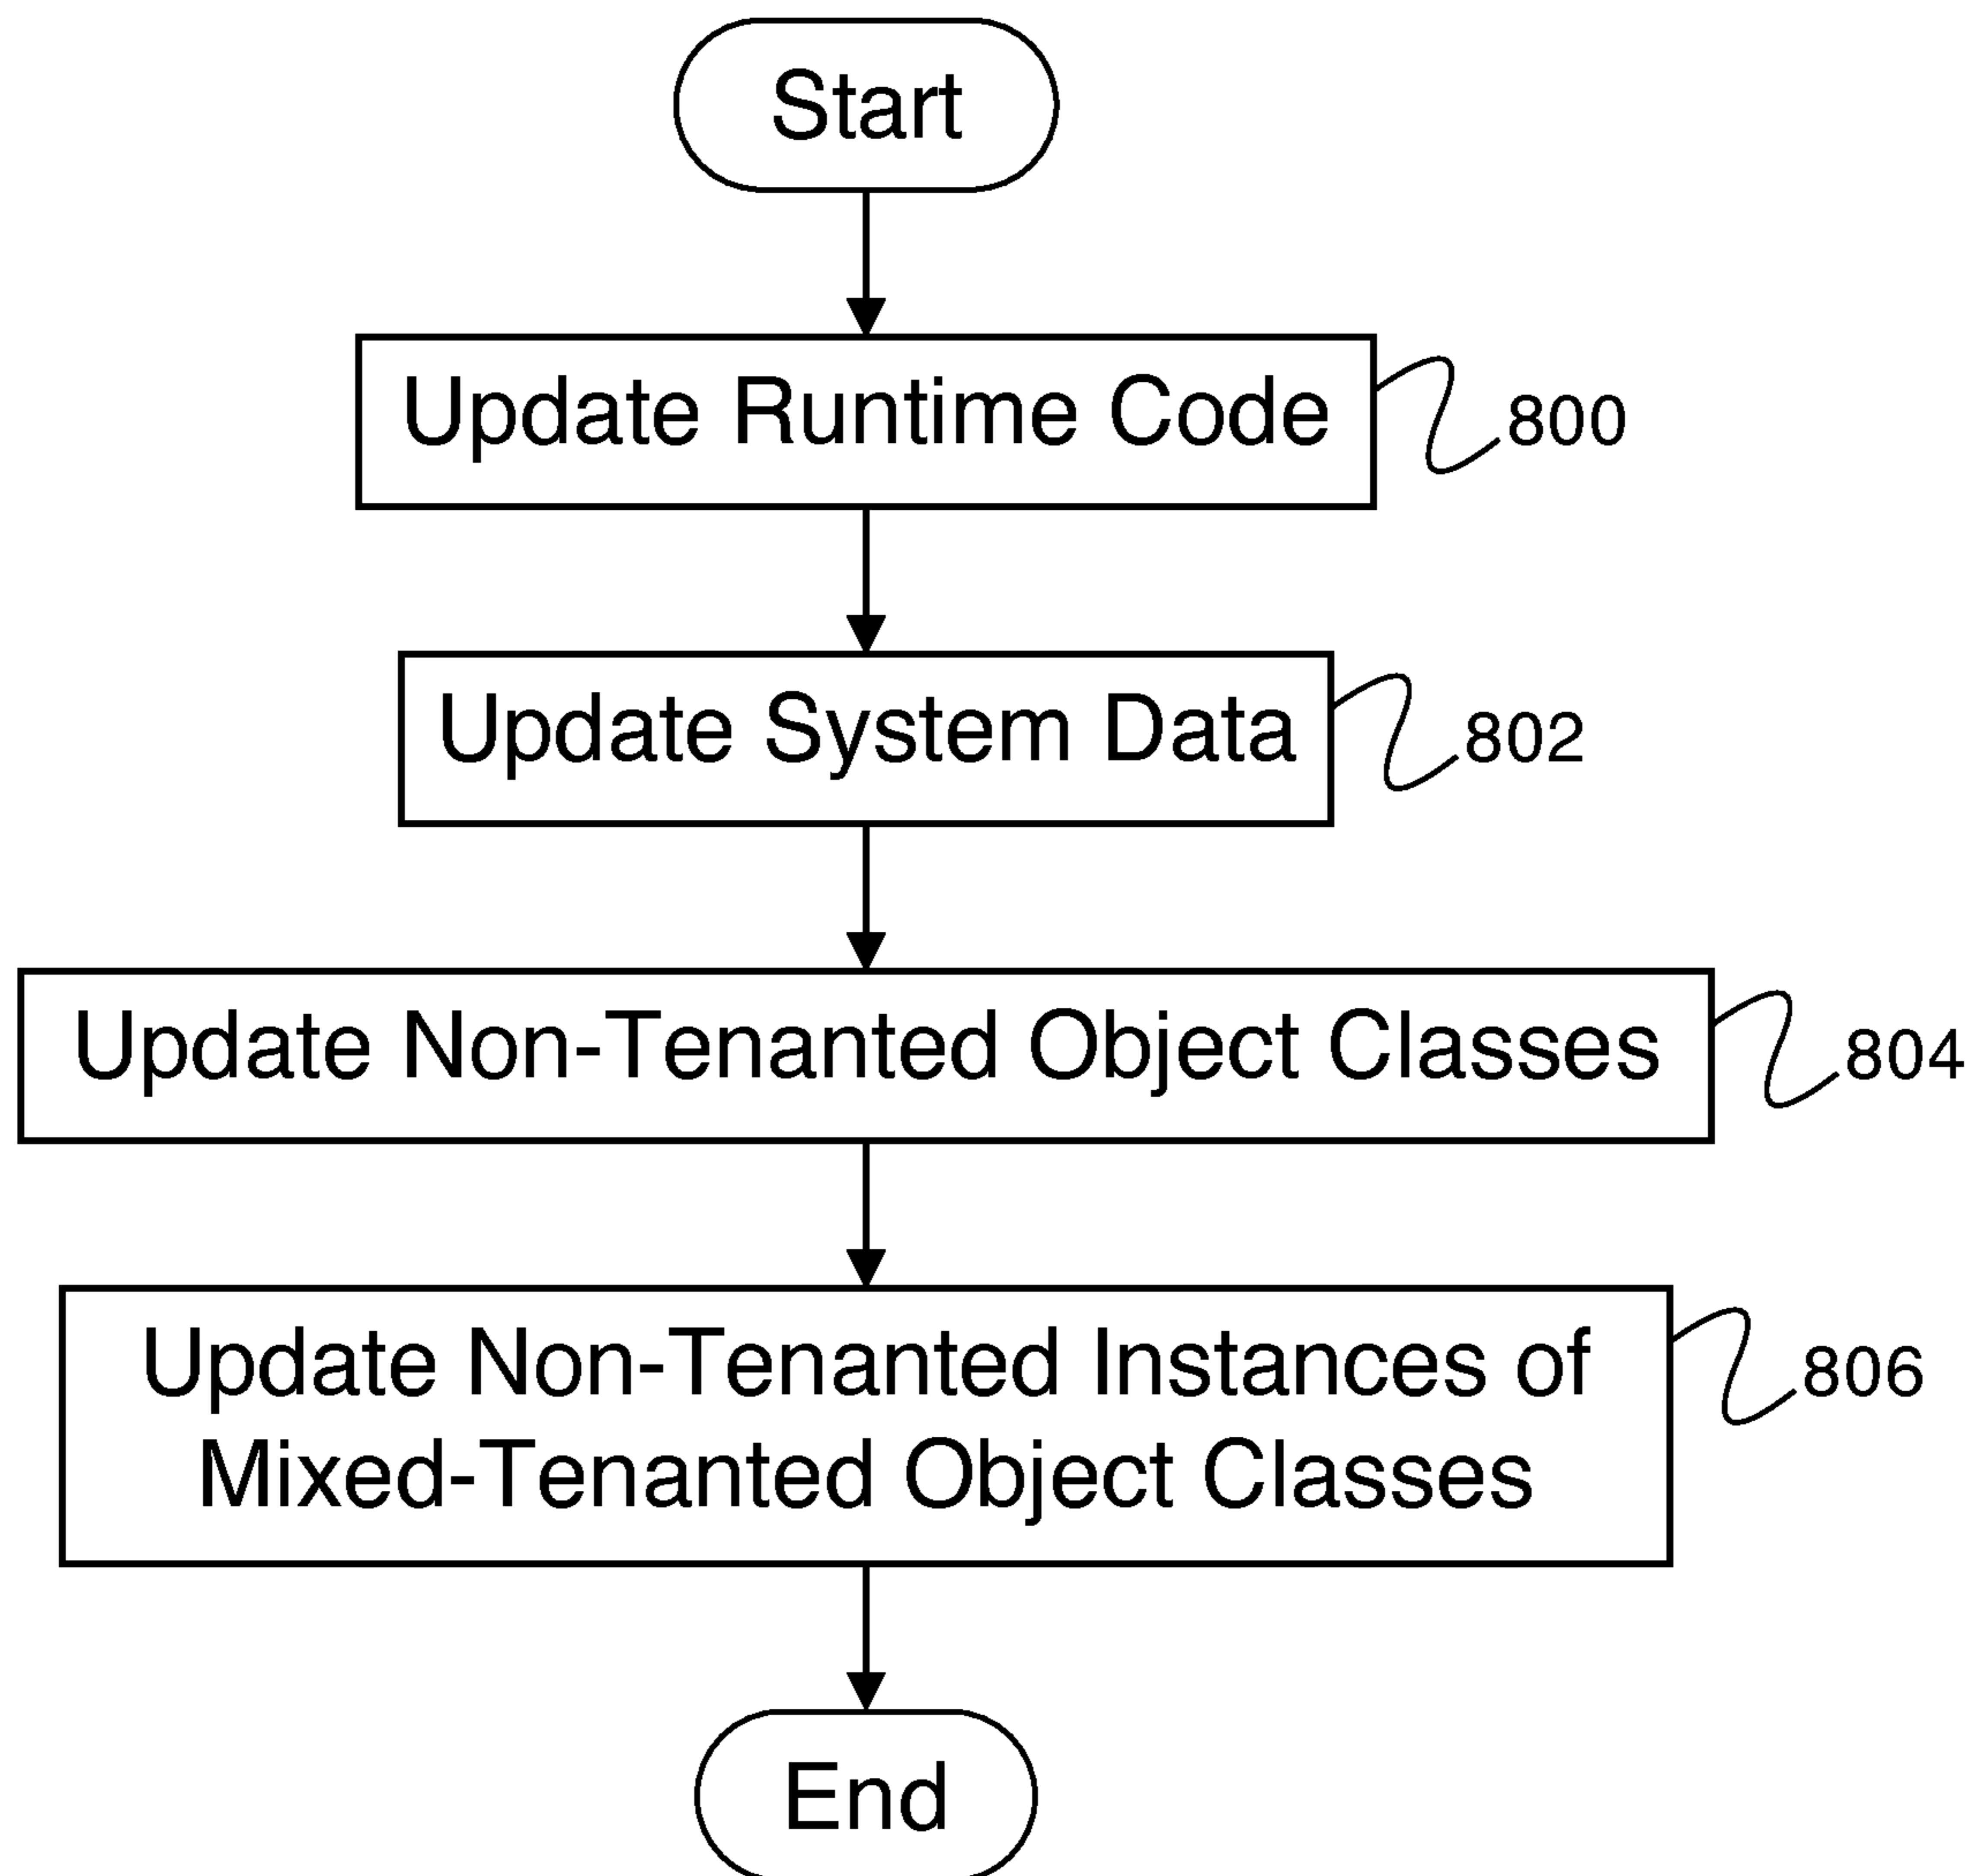 Start
Update Runtime Code
800
Update System Data
802
Update Non-Tenanted Object Classes
804
Update Non-Tenanted Instances of
Mixed-Tenanted Object Classes
806
End